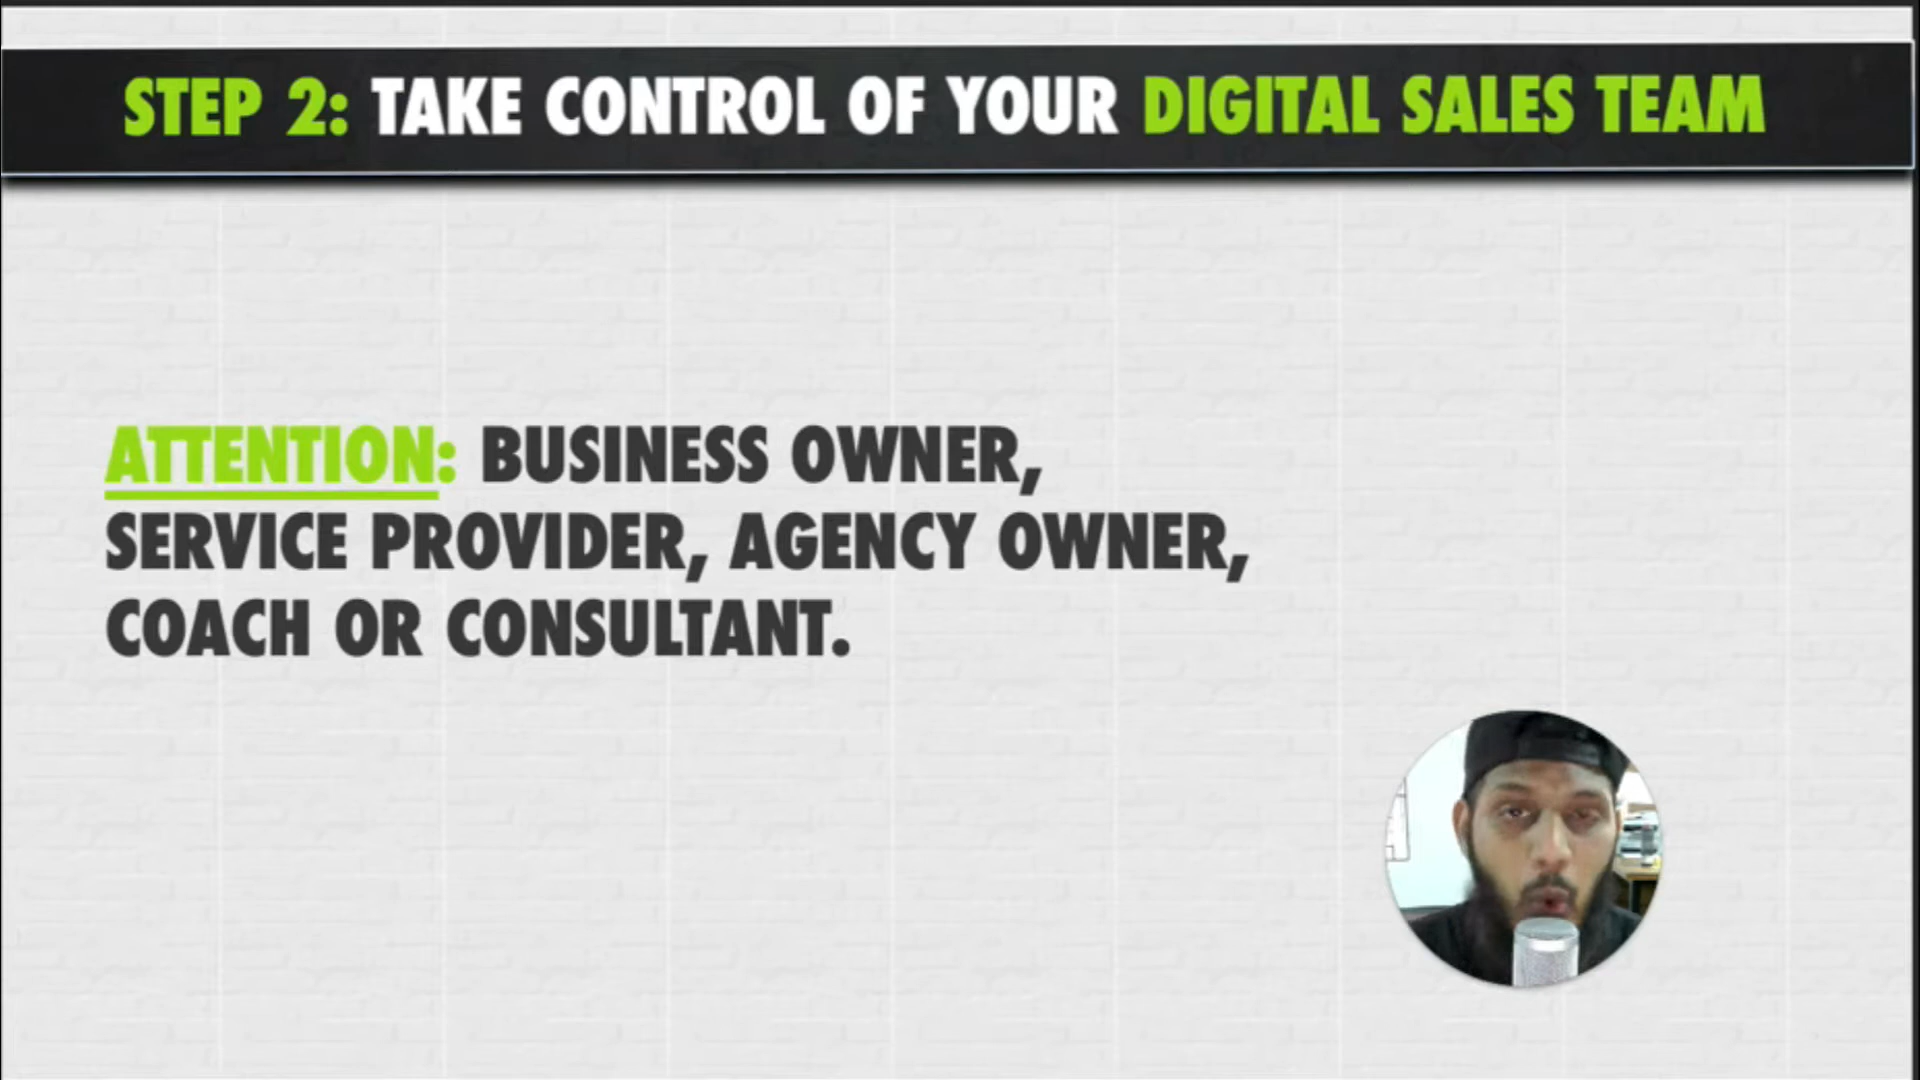 STEP 2: TAKE CONTROL OF YOUR DIGITAL SALES TEAM
ATTENTION: BUSINESS OWNER,
SERVICE PROVIDER, AGENCY OWNER,
COACH OR CONSULTANT.